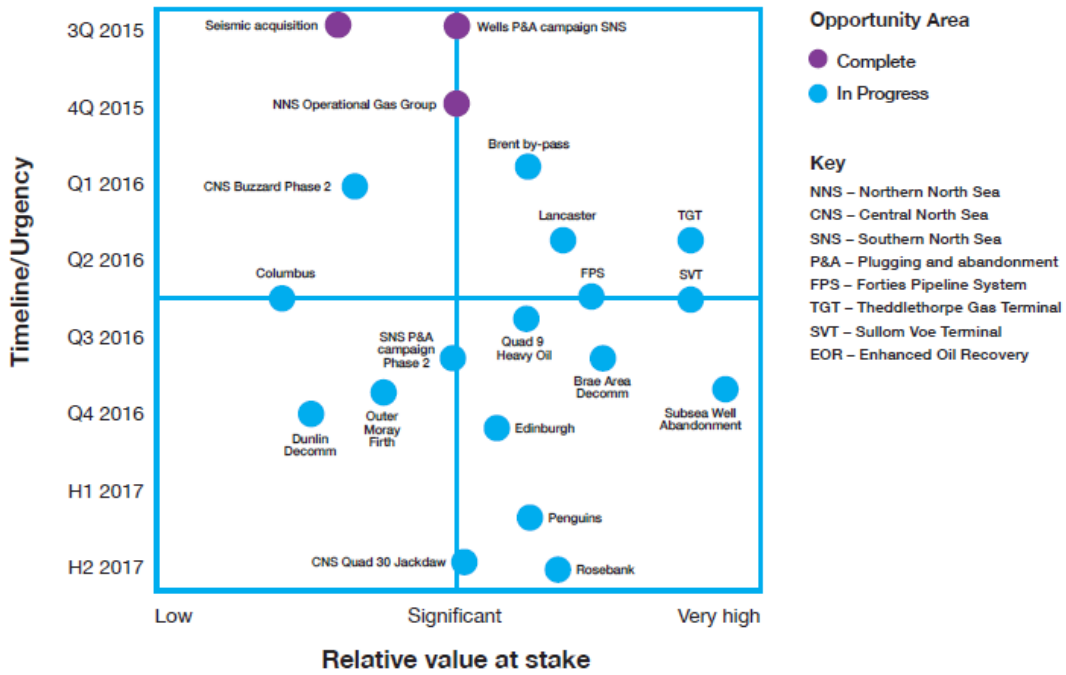 3Q 2015
Seismic acquisition
Wells P&A campaign SNS
4Q 2015
NNS Operational Gas Group
Brent by-pass
Q1 2016
CNS Buzzard Phase 2
Lancaster
TGT
Q2 2016
Columbus
FPS
SVT
Q3 2016
SNS P&A
campaign
Phase 2
Quad 9
Heavy Oil
Brae Area
Decomm
Q4 2016
Dunlin
Decomm
Outer
Moray
Firth
Edinburgh
Subsea Well
Abandonment
H1 2017
Penguins
H2 2017
CNS Quad 30 Jackdaw
Rosebank
Low
Significant
Very high
Relative value at stake
Timeline/Urgency
Opportunity Area
Complete
In Progress
Key
NNS – Northern North Sea
CNS – Central North Sea
SNS – Southern North Sea
P&A – Plugging and abandonment
FPS – Forties Pipeline System
TGT – Theddlethorpe Gas Terminal
SVT – Sullom Voe Terminal
EOR – Enhanced Oil Recovery